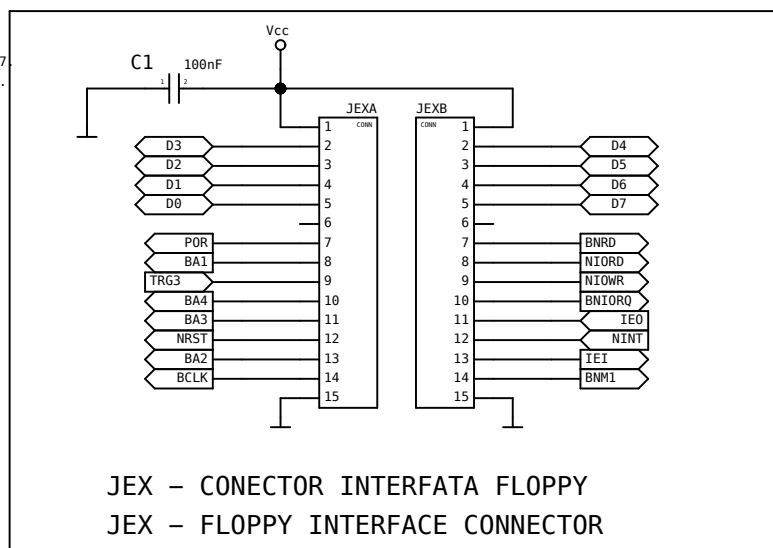 Vcc
7.
.
C1 100nF
1 2
JEXA JEXB
CONN CONN
1 1
D3 2 2 D4
D2 3 3 D5
D1 4 4 D6
D0 5 5 D7
6 6
POR 7 7 BNRD
BA1 8 8 NIORD
TRG3 9 9 NIOWR
BA4 10 10 BNIORQ
BA3 11 11 IEO
NRST 12 12 NINT
BA2 13 13 IEI
BCLK 14 14 BNM1
15 15
JEX – CONECTOR INTERFATA FLOPPY
JEX – FLOPPY INTERFACE CONNECTOR